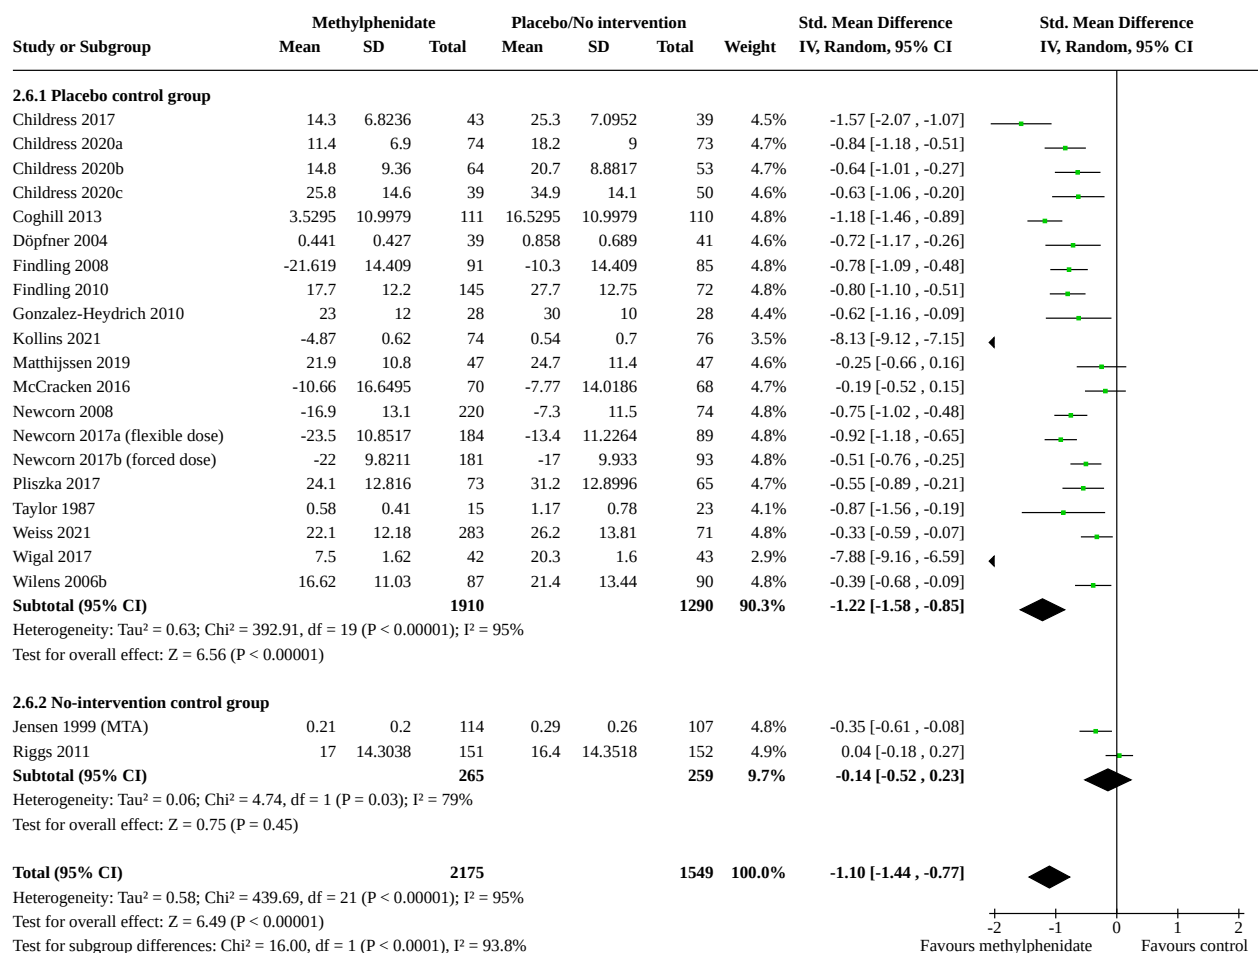 Methylphenidate Placebo/No intervention Std. Mean Difference Std. Mean Difference
Study or Subgroup Mean SD Total Mean SD Total Weight IV, Random, 95% CI IV, Random, 95% CI
2.6.1 Placebo control group
Childress 2017 14.3 6.8236 43 25.3 7.0952 39 4.5% -1.57 [-2.07 , -1.07]
Childress 2020a 11.4 6.9 74 18.2 9 73 4.7% -0.84 [-1.18 , -0.51]
Childress 2020b 14.8 9.36 64 20.7 8.8817 53 4.7% -0.64 [-1.01 , -0.27]
Childress 2020c 25.8 14.6 39 34.9 14.1 50 4.6% -0.63 [-1.06 , -0.20]
Coghill 2013 3.5295 10.9979 111 16.5295 10.9979 110 4.8% -1.18 [-1.46 , -0.89]
Döpfner 2004 0.441 0.427 39 0.858 0.689 41 4.6% -0.72 [-1.17 , -0.26]
Findling 2008 -21.619 14.409 91 -10.3 14.409 85 4.8% -0.78 [-1.09 , -0.48]
Findling 2010 17.7 12.2 145 27.7 12.75 72 4.8% -0.80 [-1.10 , -0.51]
Gonzalez-Heydrich 2010 23 12 28 30 10 28 4.4% -0.62 [-1.16 , -0.09]
Kollins 2021 -4.87 0.62 74 0.54 0.7 76 3.5% -8.13 [-9.12 , -7.15]
Matthijssen 2019 21.9 10.8 47 24.7 11.4 47 4.6% -0.25 [-0.66 , 0.16]
McCracken 2016 -10.66 16.6495 70 -7.77 14.0186 68 4.7% -0.19 [-0.52 , 0.15]
Newcorn 2008 -16.9 13.1 220 -7.3 11.5 74 4.8% -0.75 [-1.02 , -0.48]
Newcorn 2017a (flexible dose) -23.5 10.8517 184 -13.4 11.2264 89 4.8% -0.92 [-1.18 , -0.65]
Newcorn 2017b (forced dose) -22 9.8211 181 -17 9.933 93 4.8% -0.51 [-0.76 , -0.25]
Pliszka 2017 24.1 12.816 73 31.2 12.8996 65 4.7% -0.55 [-0.89 , -0.21]
Taylor 1987 0.58 0.41 15 1.17 0.78 23 4.1% -0.87 [-1.56 , -0.19]
Weiss 2021 22.1 12.18 283 26.2 13.81 71 4.8% -0.33 [-0.59 , -0.07]
Wigal 2017 7.5 1.62 42 20.3 1.6 43 2.9% -7.88 [-9.16 , -6.59]
Wilens 2006b 16.62 11.03 87 21.4 13.44 90 4.8% -0.39 [-0.68 , -0.09]
Subtotal (95% CI) 1910 1290 90.3% -1.22 [-1.58 , -0.85]
Heterogeneity: Tau² = 0.63; Chi² = 392.91, df = 19 (P < 0.00001); I² = 95%
Test for overall effect: Z = 6.56 (P < 0.00001)
2.6.2 No-intervention control group
Jensen 1999 (MTA) 0.21 0.2 114 0.29 0.26 107 4.8% -0.35 [-0.61 , -0.08]
Riggs 2011 17 14.3038 151 16.4 14.3518 152 4.9% 0.04 [-0.18 , 0.27]
Subtotal (95% CI) 265 259 9.7% -0.14 [-0.52 , 0.23]
Heterogeneity: Tau² = 0.06; Chi² = 4.74, df = 1 (P = 0.03); I² = 79%
Test for overall effect: Z = 0.75 (P = 0.45)
Total (95% CI) 2175 1549 100.0% -1.10 [-1.44 , -0.77]
Heterogeneity: Tau² = 0.58; Chi² = 439.69, df = 21 (P < 0.00001); I² = 95%
Test for overall effect: Z = 6.49 (P < 0.00001)
Test for subgroup differences: Chi² = 16.00, df = 1 (P < 0.0001), I² = 93.8%
-2 -1 0 1 2
Favours methylphenidate Favours control